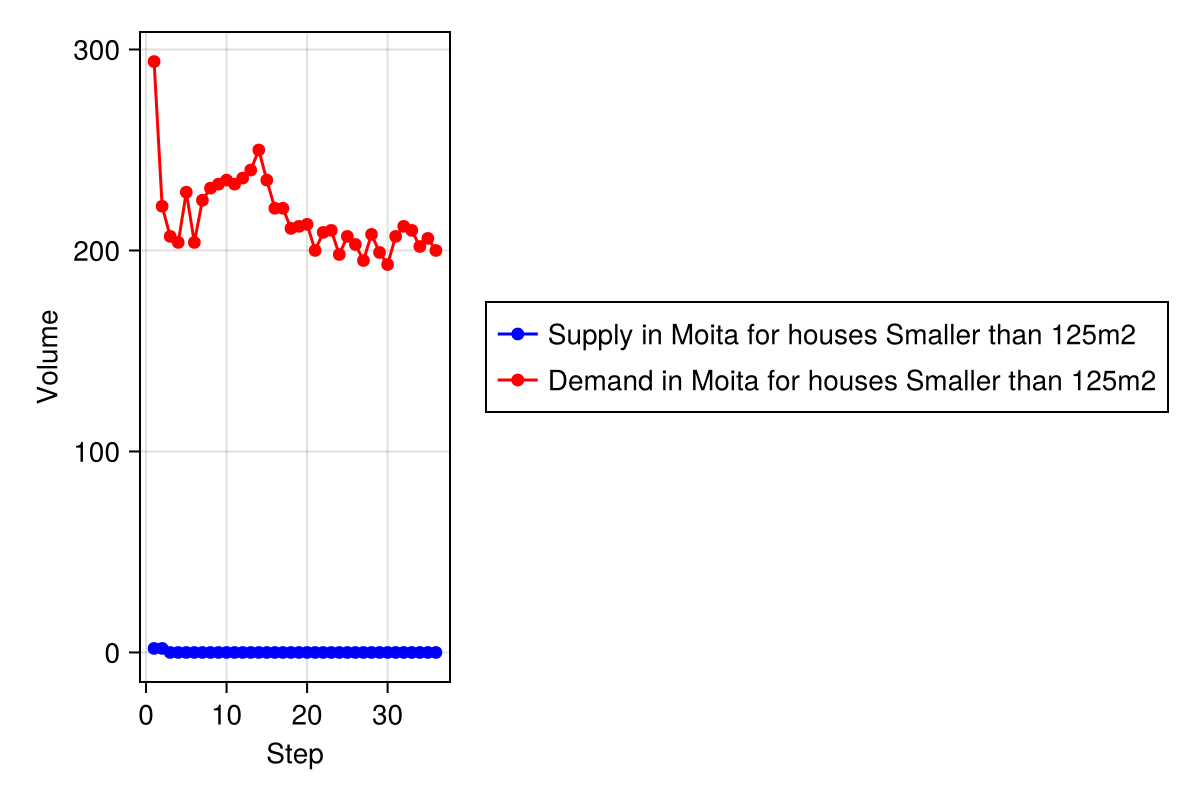 300
200
100
0
Volume
0 10 20 30
Step
Supply in Moita for houses Smaller than 125m2
Demand in Moita for houses Smaller than 125m2